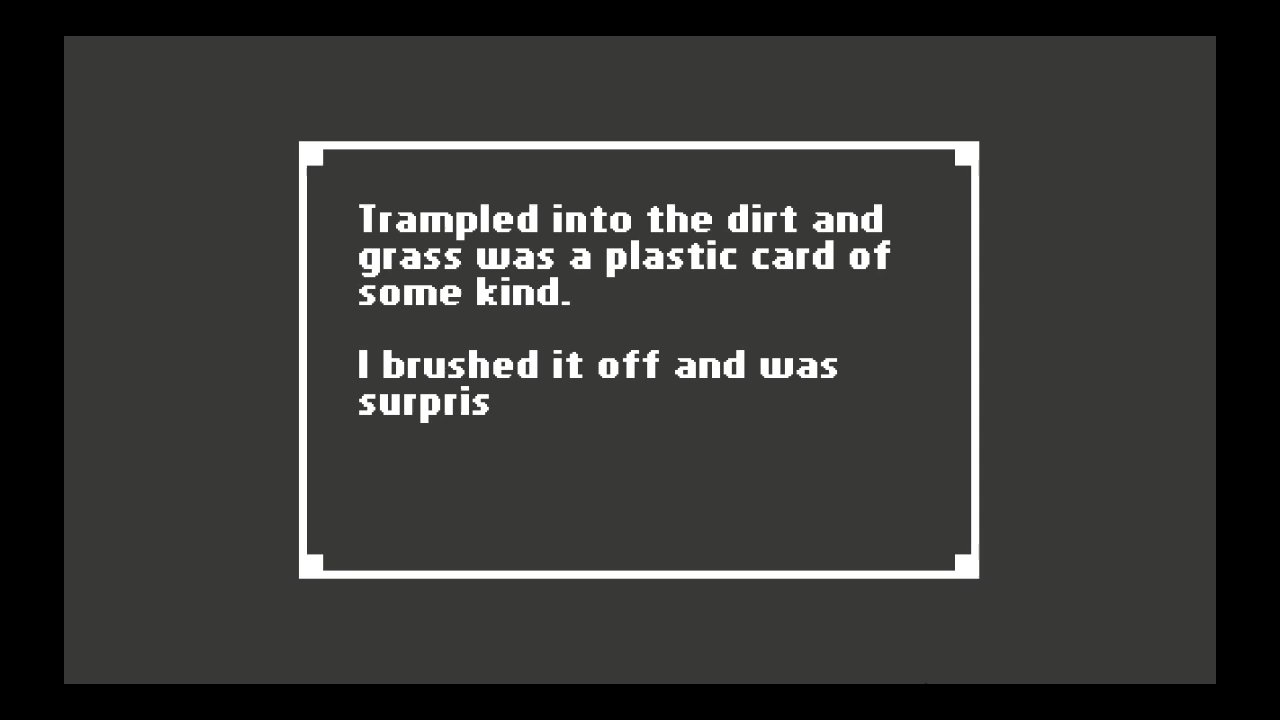 Trampled into the dirt and
grass was a plastic card of
some kind.
I brushed it off and was
surpris